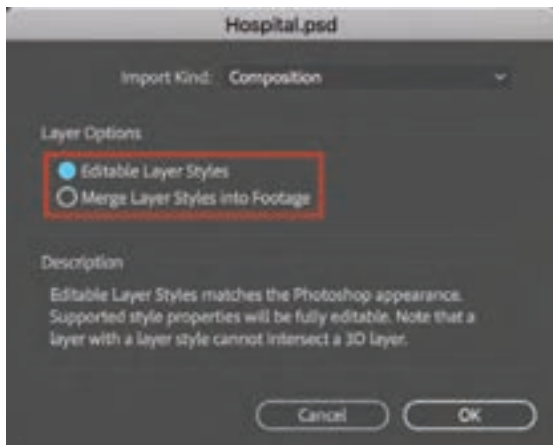 Hospital.psd
Import Kind: Composition
Layer Options
Editable Layer Styles
Merge Layer Styles into Footage
Description
Editable Layer Styles matches the Photoshop appearance.
Supported style properties will be fully editable. Note that a
layer with a layer style cannot intersect a 3D layer.
Cancel OK